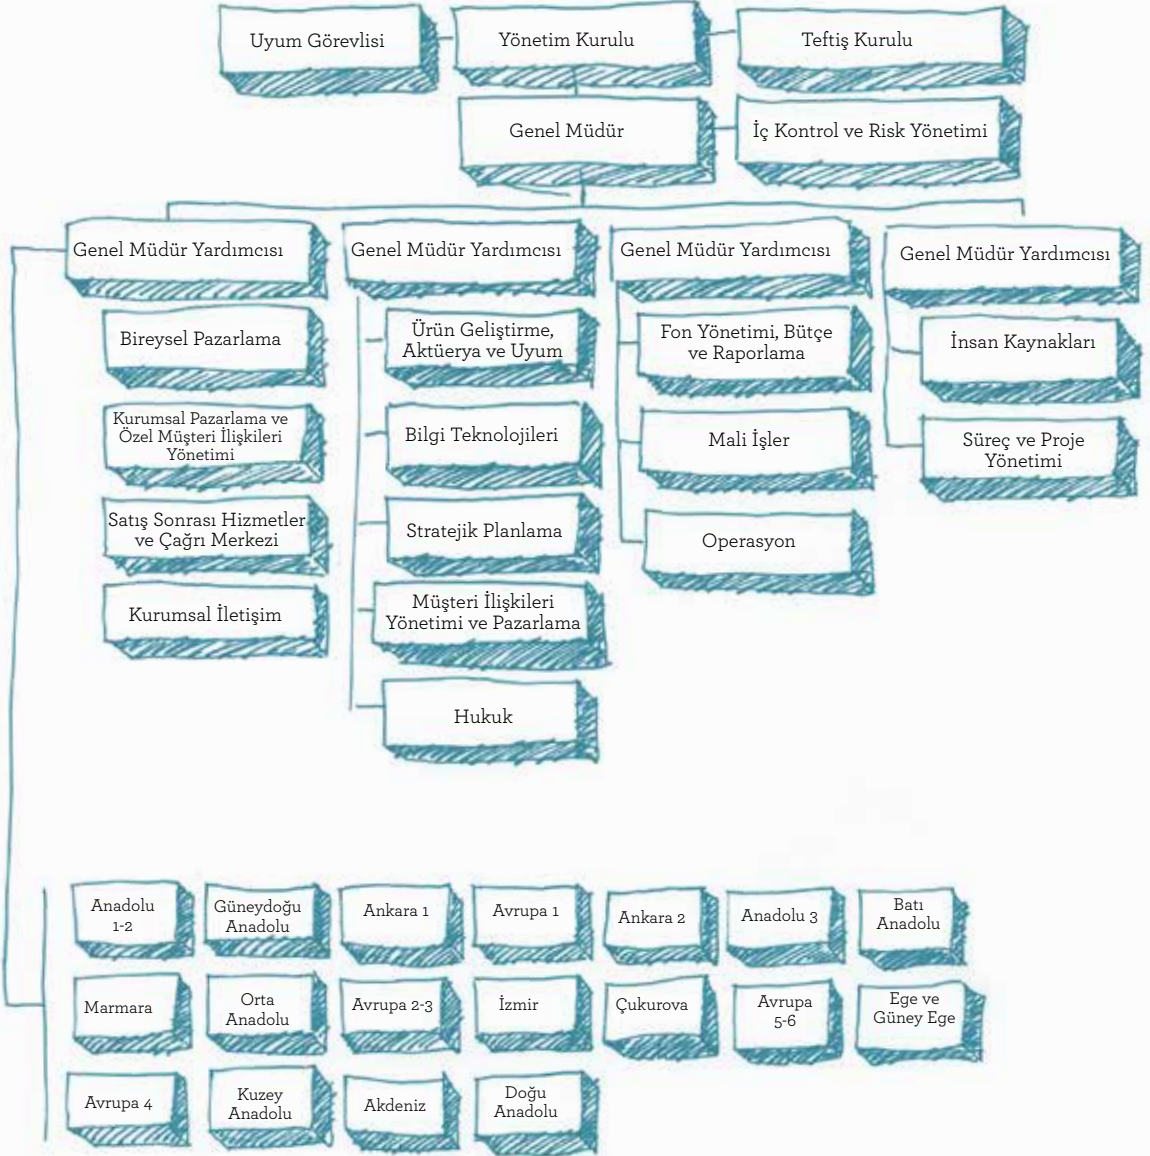 Uyum Görevlisi
Yönetim Kurulu
Teftiş Kurulu
Genel Müdür
İç Kontrol ve Risk Yönetimi
Genel Müdür Yardımcısı
Bireysel Pazarlama
Kurumsal Pazarlama ve
Özel Müşteri İlişkileri
Yönetimi
Satış Sonrası Hizmetler
ve Çağrı Merkezi
Kurumsal İletişim
Genel Müdür Yardımcısı
Ürün Geliştirme,
Aktüerya ve Uyum
Bilgi Teknolojileri
Stratejik Planlama
Müşteri İlişkileri
Yönetimi ve Pazarlama
Hukuk
Genel Müdür Yardımcısı
Fon Yönetimi, Bütçe
ve Raporlama
Mali İşler
Operasyon
Genel Müdür Yardımcısı
İnsan Kaynakları
Süreç ve Proje
Yönetimi
Anadolu
1-2
Güneydoğu
Anadolu
Ankara 1
Avrupa 1
Ankara 2
Anadolu 3
Batı
Anadolu
Marmara
Orta
Anadolu
Avrupa 2-3
İzmir
Çukurova
Avrupa
5-6
Ege ve
Güney Ege
Avrupa 4
Kuzey
Anadolu
Akdeniz
Doğu
Anadolu